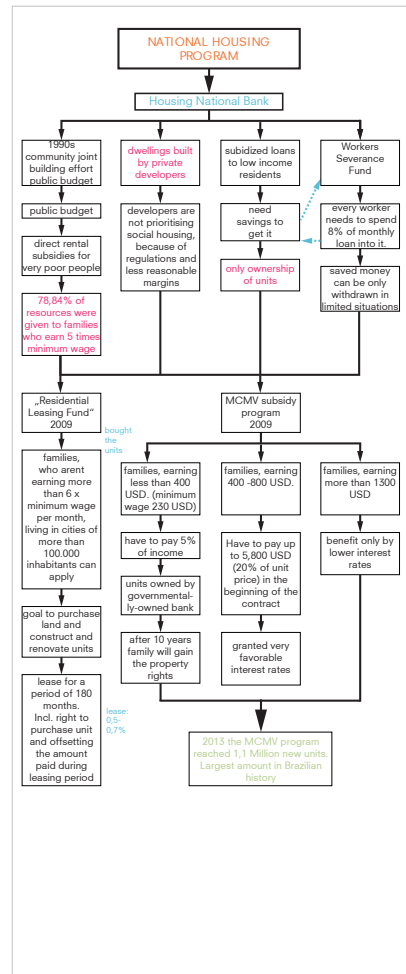 NATIONAL HOUSING
PROGRAM
Housing National Bank
1990s
community joint
building effort
public budget
public budget
direct rental
subsidies for
very poor people
78,84% of
resources were
given to families
who earn 5 times
minimum wage
dwellings built
by private
developers
developers are
not prioritising
social housing,
because of
regulations and
less reasonable
margins
subidized loans
to low income
residents
need
savings to
get it
only ownership
of units
Workers
Severance
Fund
every worker
needs to spend
8% of monthly
loan into it.
saved money
can be only
withdrawn in
limited situations
„Residential
Leasing Fund“
2009
bought
the
units
families,
who arent
earning more
than 6 x
minimum wage
per month,
living in cities of
more than
100.000
inhabitants can
apply
goal to purchase
land and
construct and
renovate units
lease for a
period of 180
months.
Incl. right to
purchase unit
and offsetting
the amount
paid during
leasing period
lease:
0,5-
0,7%
MCMV subsidy
program
2009
families, earning
less than 400
USD. (minimum
wage 230 USD)
have to pay 5%
of income
units owned by
governmental-
ly-owned bank
after 10 years
family will gain
the property
rights
families, earning
400 -800 USD.
Have to pay up
to 5,800 USD
(20% of unit
price) in the
beginning of the
contract
granted very
favorable
interest rates
families, earning
more than 1300
USD
benefit only by
lower interest
rates
2013 the MCMV program
reached 1,1 Million new units.
Largest amount in Brazilian
history